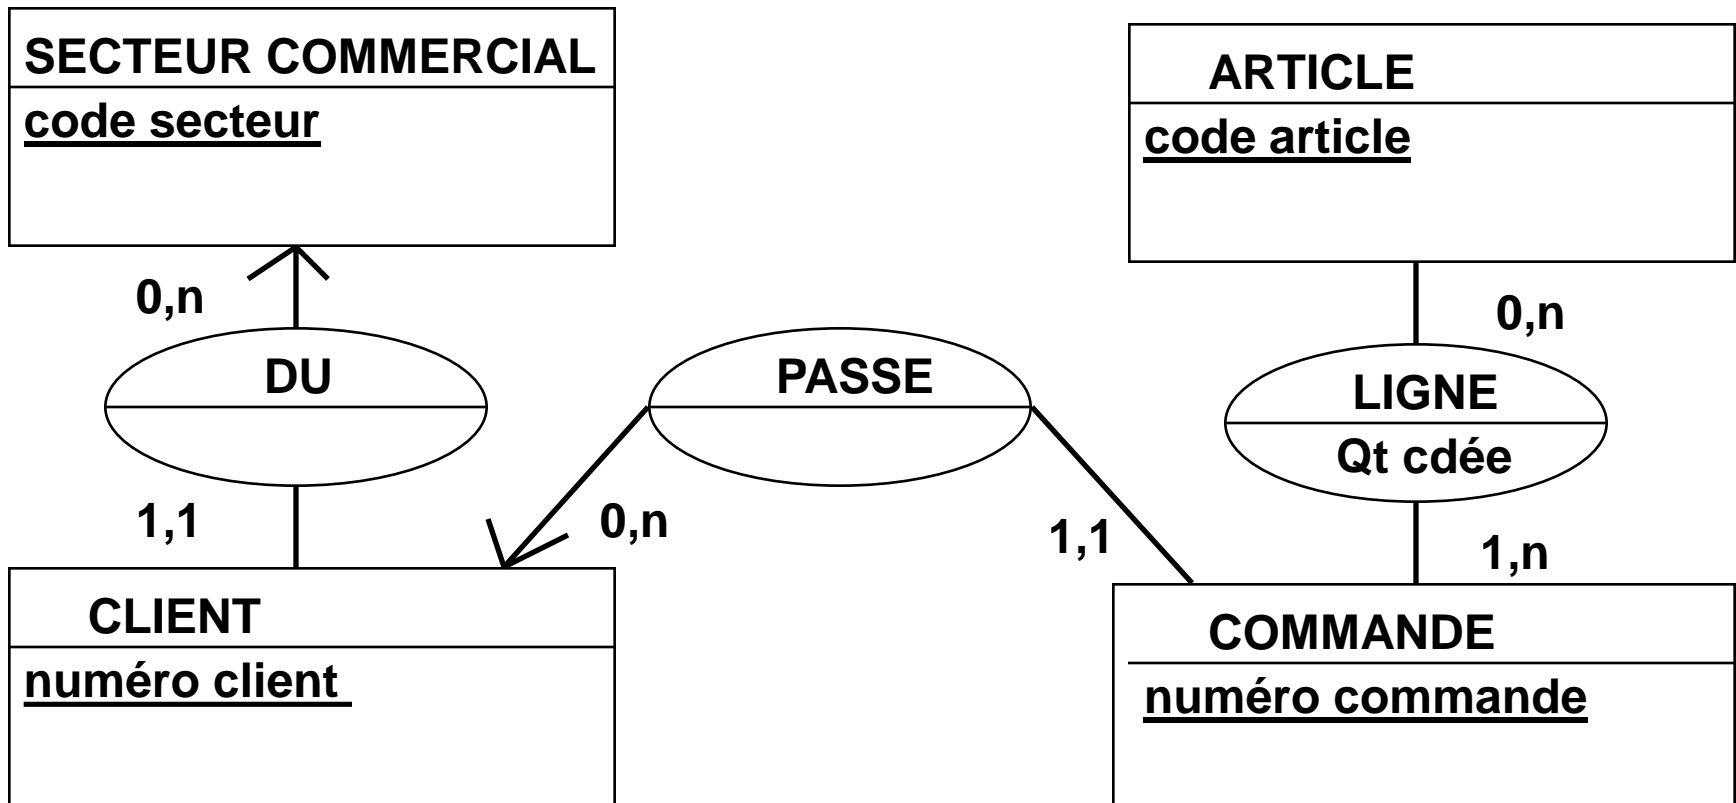 SECTEUR COMMERCIAL
code secteur
ARTICLE
code article
0,n
0,n
DU
PASSE
LIGNE
Qt cdée
1,1
0,n
1,1
1,n
CLIENT
numéro client
COMMANDE
numéro commande